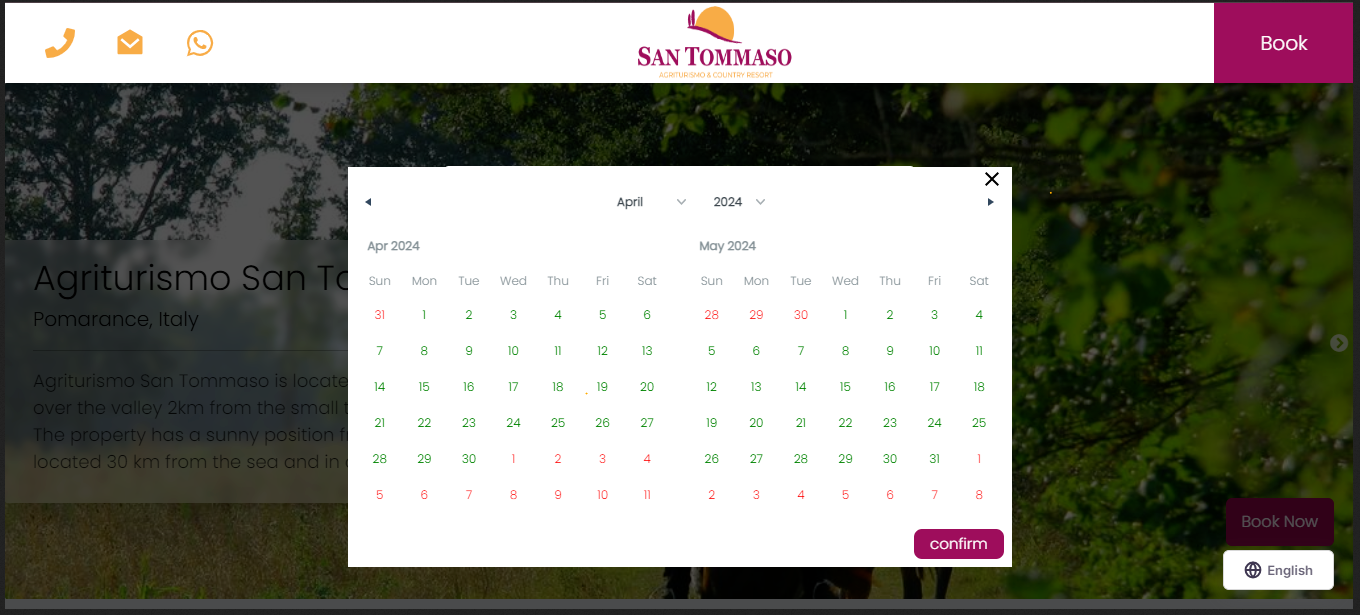 SAN TOMMASO
AGRITURISMO & COUNTRY RESORT
Book
April 2024
Apr 2024
Sun Mon Tue Wed Thu Fri Sat
31 1 2 3 4 5 6
7 8 9 10 11 12 13
14 15 16 17 18 19 20
21 22 23 24 25 26 27
28 29 30 1 2 3 4
5 6 7 8 9 10 11
May 2024
Sun Mon Tue Wed Thu Fri Sat
28 29 30 1 2 3 4
5 6 7 8 9 10 11
12 13 14 15 16 17 18
19 20 21 22 23 24 25
26 27 28 29 30 31 1
2 3 4 5 6 7 8
confirm
Agriturismo San To
Pomarance, Italy
Agriturismo San Tommaso is locate
over the valley 2km from the small t
The property has a sunny position f
located 30 km from the sea and in
Book Now
English